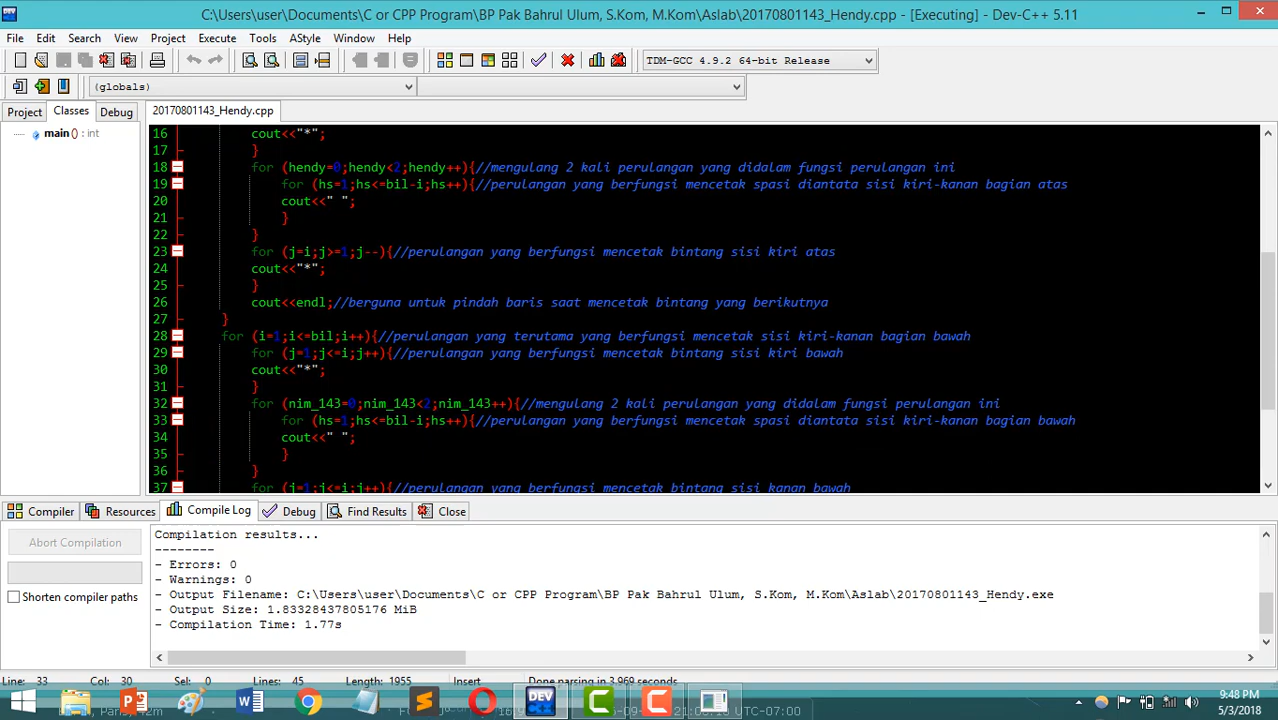 C:\Users\user\Documents\C or CPP Program\BP Pak Bahrul Ulum, S.Kom, M.Kom\Aslab\20170801143_Hendy.cpp - [Executing] - Dev-C++ 5.11
File Edit Search View Project Execute Tools AStyle Window Help
TDM-GCC 4.9.2 64-bit Release
(globals)
Project Classes Debug 20170801143_Hendy.cpp
main () : int
16 cout<<"*";
17 }
18 for (hendy=0;hendy<2;hendy++){//mengulang 2 kali perulangan yang didalam fungsi perulangan ini
19 for (hs=1;hs<=bil-i;hs++){//perulangan yang berfungsi mencetak spasi diantata sisi kiri-kanan bagian atas
20 cout<<" ";
21 }
22 }
23 for (j=i;j>=1;j--){//perulangan yang berfungsi mencetak bintang sisi kiri atas
24 cout<<"*";
25 }
26 cout<<endl;//berguna untuk pindah baris saat mencetak bintang yang berikutnya
27 }
28 for (i=1;i<=bil;i++){//perulangan yang terutama yang berfungsi mencetak sisi kiri-kanan bagian bawah
29 for (j=1;j<=i;j++){//perulangan yang berfungsi mencetak bintang sisi kiri bawah
30 cout<<"*";
31 }
32 for (nim_143=0;nim_143<2;nim_143++){//mengulang 2 kali perulangan yang didalam fungsi perulangan ini
33 for (hs=1;hs<=bil-i;hs++){//perulangan yang berfungsi mencetak spasi diantata sisi kiri-kanan bagian bawah
34 cout<<" ";
35 }
36 }
37 for (j=1;j<=i;j++){//perulangan yang berfungsi mencetak bintang sisi kanan bawah
Compiler Resources Compile Log Debug Find Results Close
Abort Compilation
Shorten compiler paths
Compilation results...
--------
- Errors: 0
- Warnings: 0
- Output Filename: C:\Users\user\Documents\C or CPP Program\BP Pak Bahrul Ulum, S.Kom, M.Kom\Aslab\20170801143_Hendy.exe
- Output Size: 1.83328437805176 MiB
- Compilation Time: 1.77s
Line: 33 Col: 30 Sel: 0 Lines: 45 Length: 1955 Insert Done parsing in 3.969 seconds
DEV C++
9:48 PM
5/3/2018
UTC-07:00